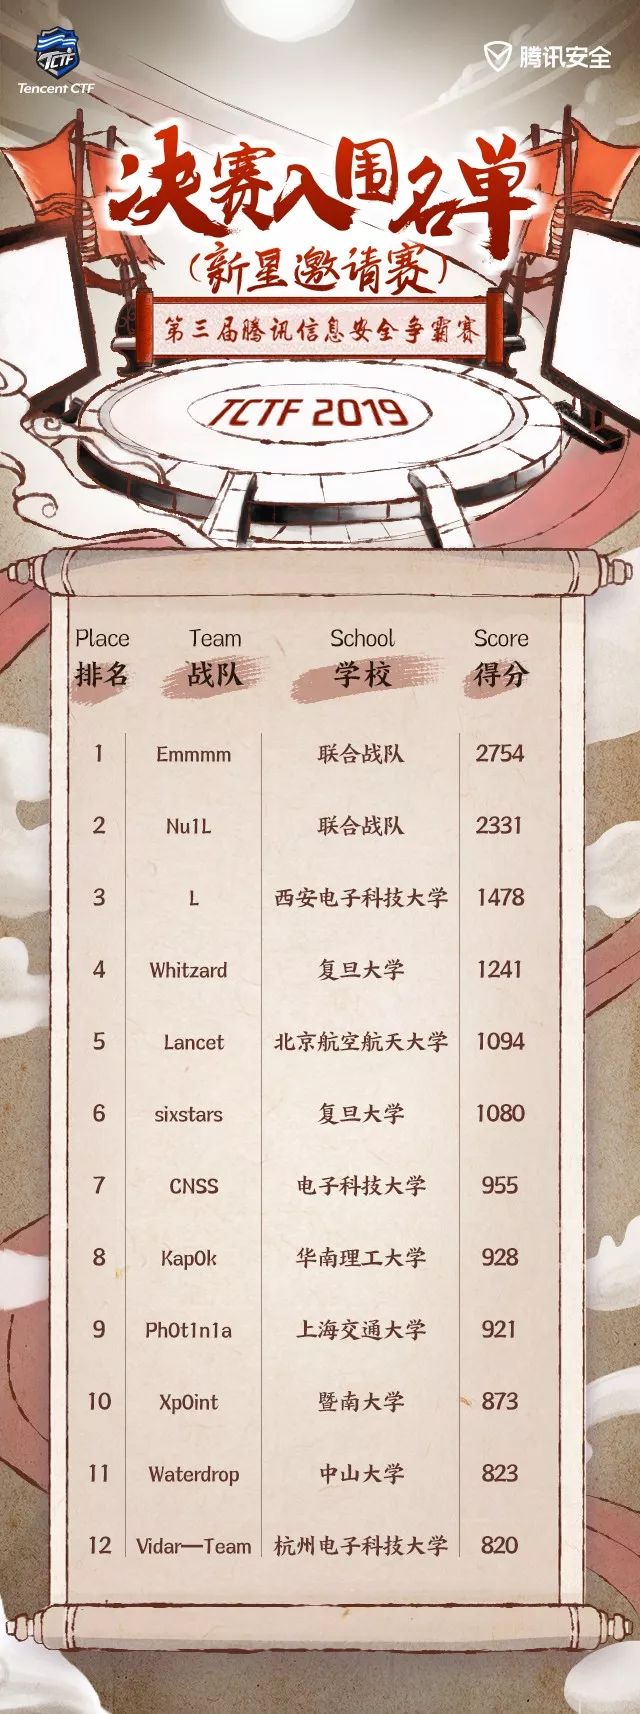 TCTF
Tencent CTF
腾讯安全
决赛入围名单
（新星邀请赛）
第三届腾讯信息安全争霸赛
TCTF 2019
Place Team School Score
排名 战队 学校 得分
1 Emmmm 联合战队 2754
2 Nu1L 联合战队 2331
3 L 西安电子科技大学 1478
4 Whitzard 复旦大学 1241
5 Lancet 北京航空航天大学 1094
6 sixstars 复旦大学 1080
7 CNSS 电子科技大学 955
8 Kap0k 华南理工大学 928
9 Ph0t1n1a 上海交通大学 921
10 Xp0int 暨南大学 873
11 Waterdrop 中山大学 823
12 Vidar—Team 杭州电子科技大学 820